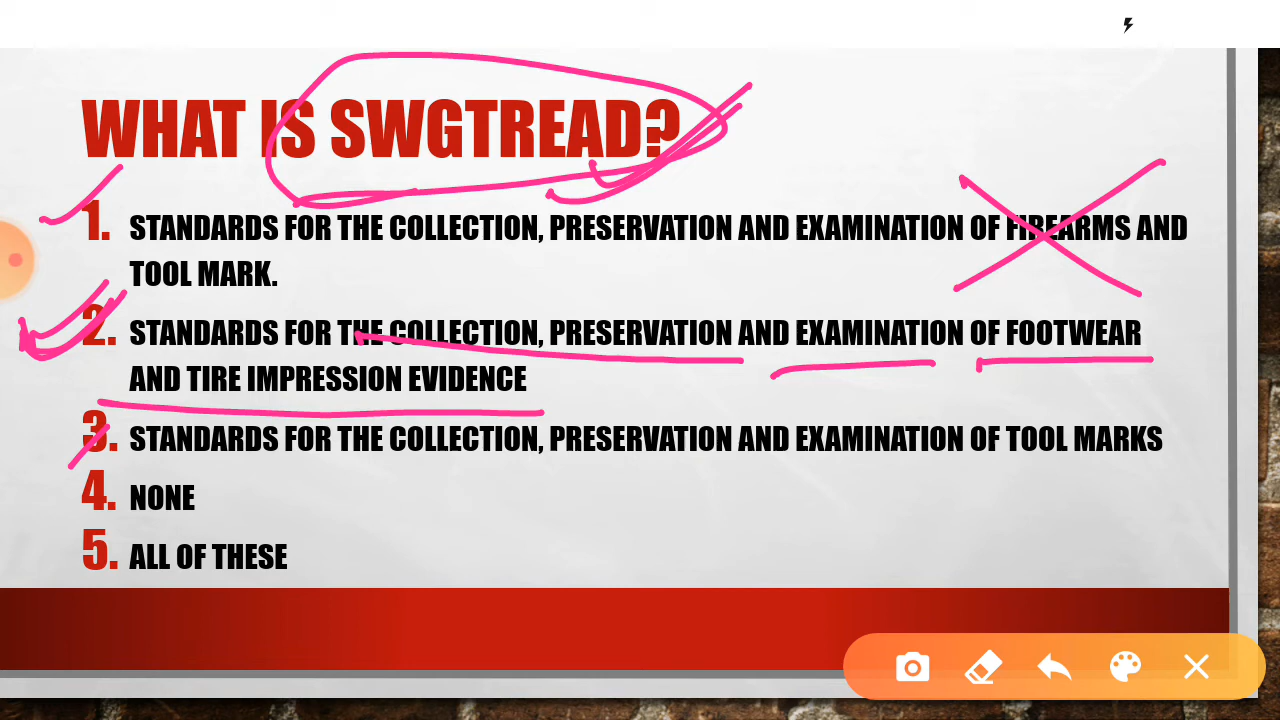 WHAT IS SWGTREAD?
1. STANDARDS FOR THE COLLECTION, PRESERVATION AND EXAMINATION OF FIREARMS AND
TOOL MARK.
2. STANDARDS FOR THE COLLECTION, PRESERVATION AND EXAMINATION OF FOOTWEAR
AND TIRE IMPRESSION EVIDENCE
3. STANDARDS FOR THE COLLECTION, PRESERVATION AND EXAMINATION OF TOOL MARKS
4. NONE
5. ALL OF THESE